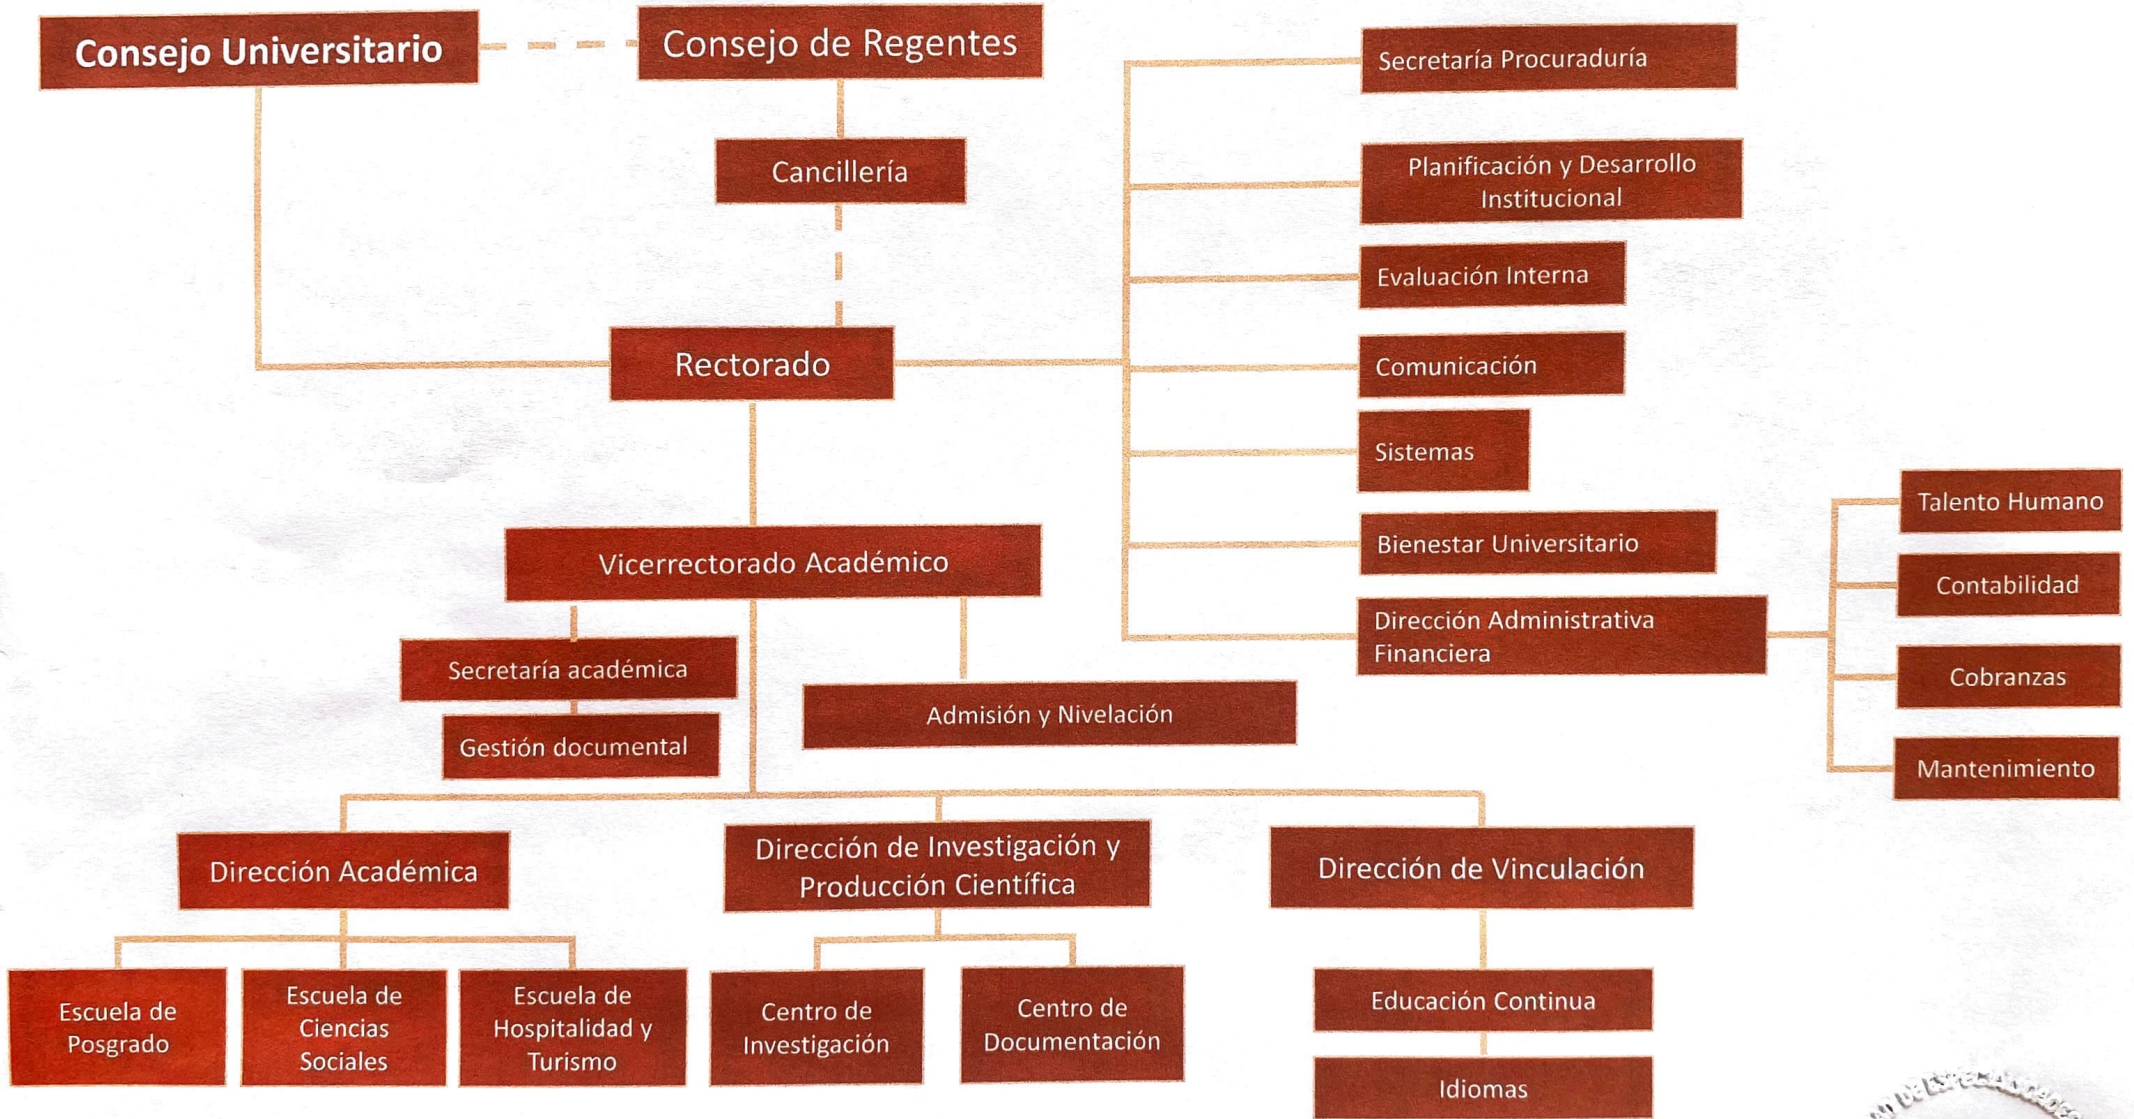 Consejo Universitario
Consejo de Regentes
Cancillería
Rectorado
Secretaría Procuraduría
Planificación y Desarrollo
Institucional
Evaluación Interna
Comunicación
Sistemas
Bienestar Universitario
Dirección Administrativa
Financiera
Talento Humano
Contabilidad
Cobranzas
Mantenimiento
Vicerrectorado Académico
Secretaría académica
Gestión documental
Admisión y Nivelación
Dirección Académica
Dirección de Investigación y
Producción Científica
Dirección de Vinculación
Escuela de
Posgrado
Escuela de
Ciencias
Sociales
Escuela de
Hospitalidad y
Turismo
Centro de
Investigación
Centro de
Documentación
Educación Continua
Idiomas